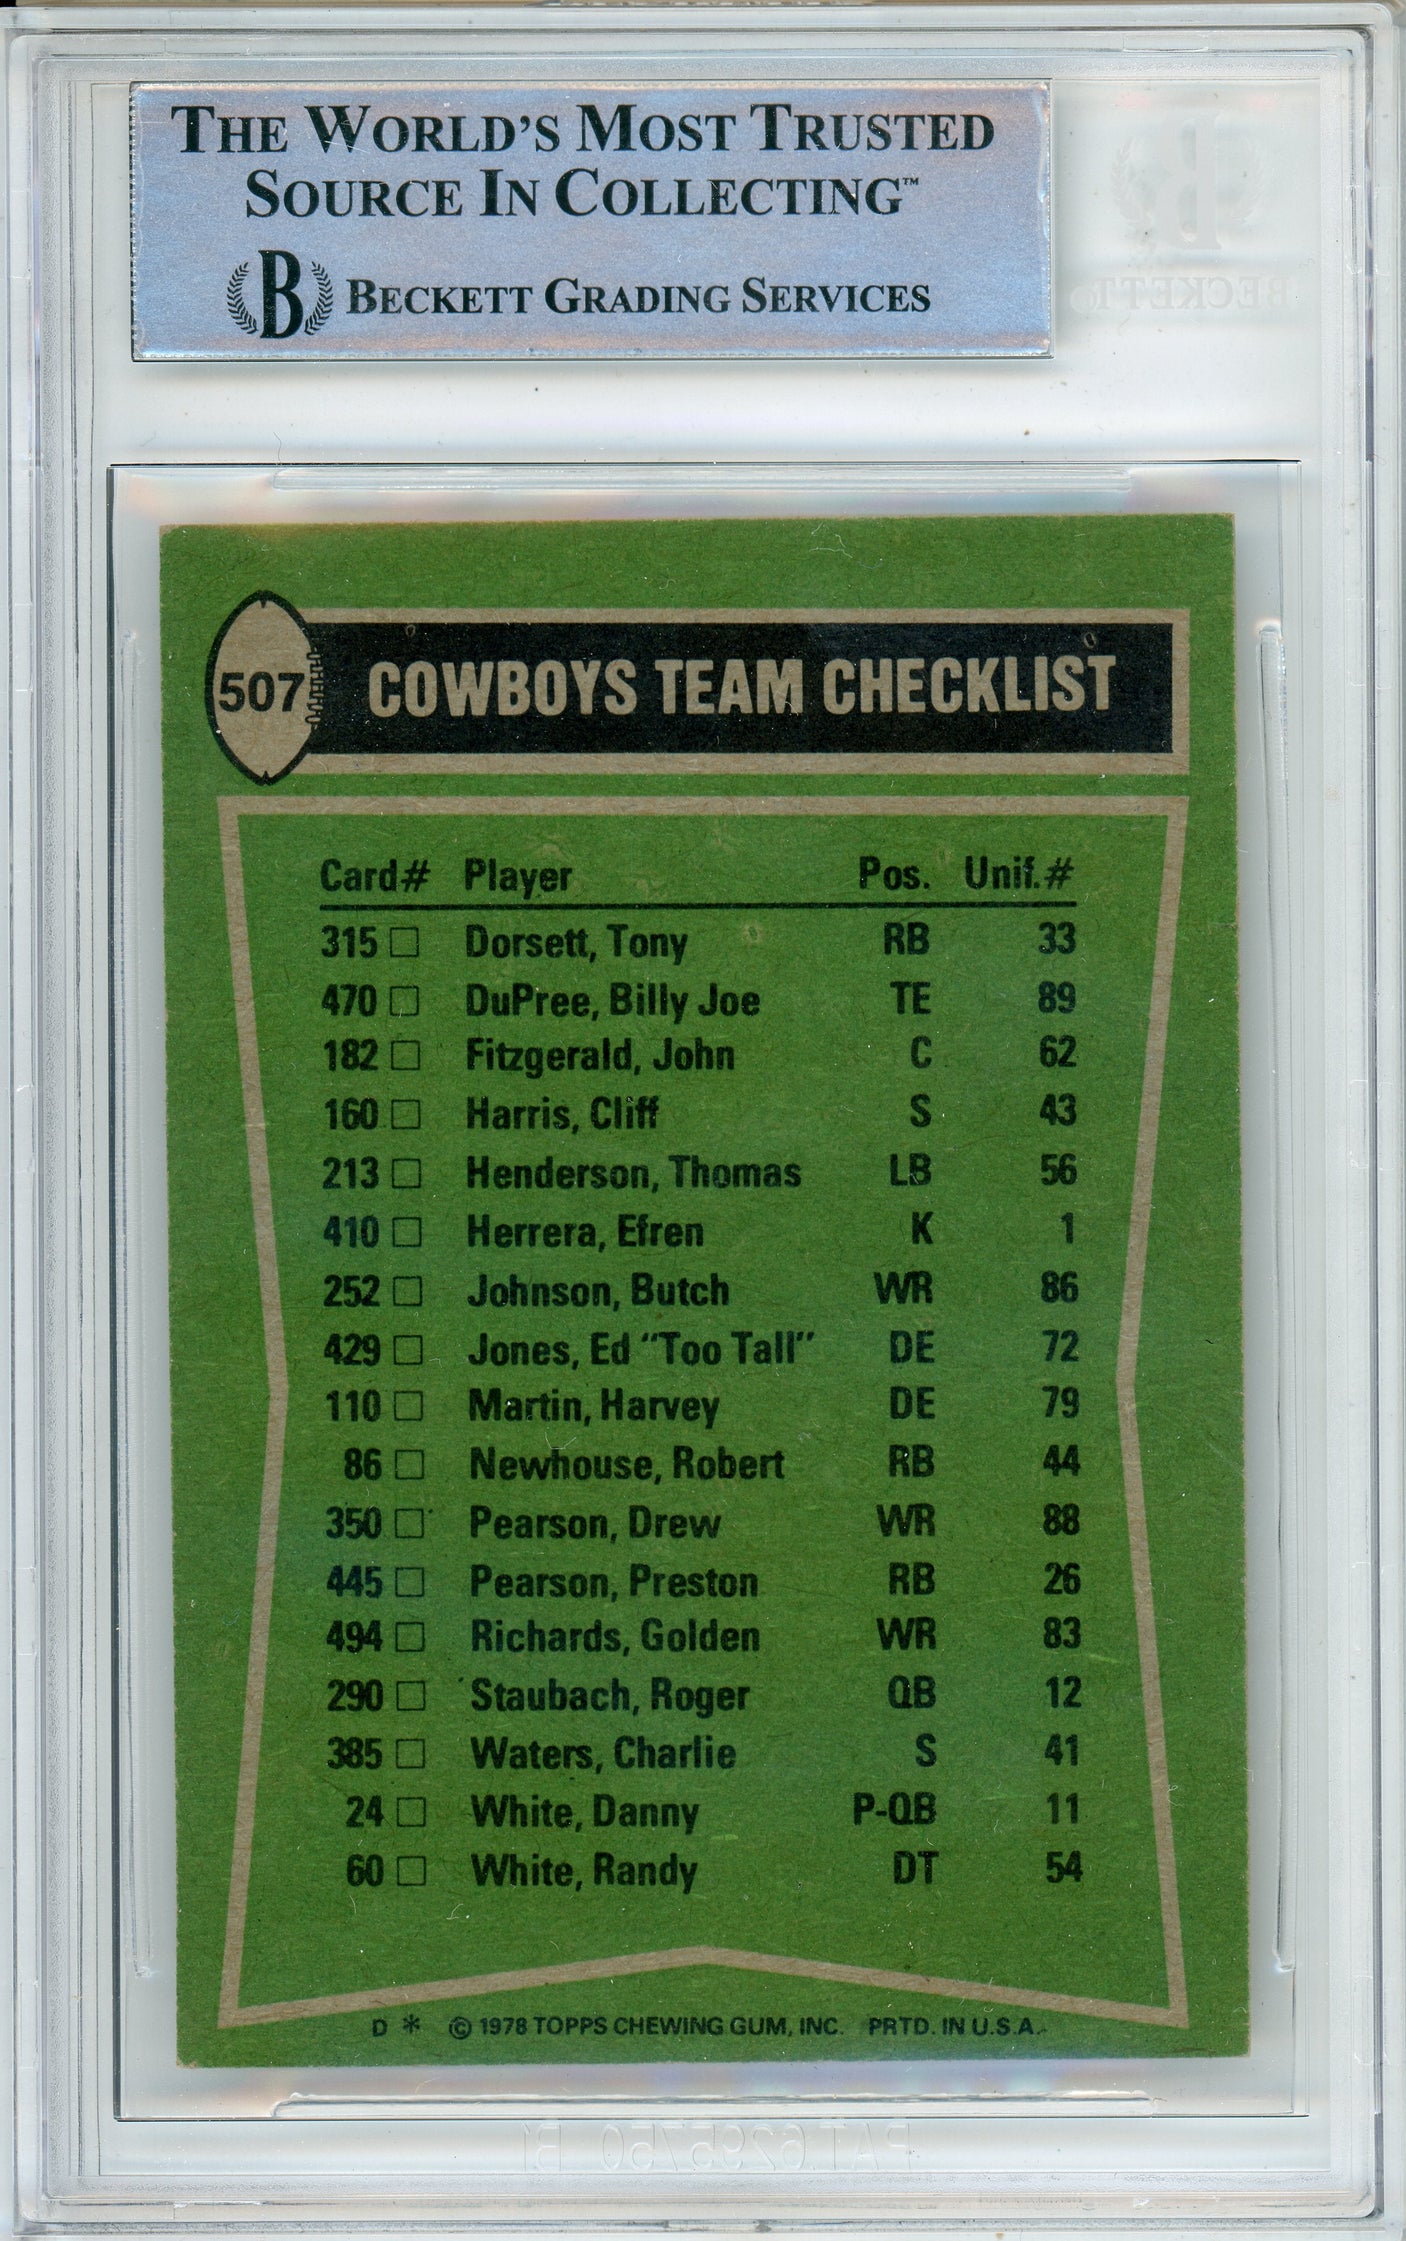 THE WORLD'S MOST TRUSTED
SOURCE IN COLLECTING™
B BECKETT GRADING SERVICES
B
BECKETT
507 COWBOYS TEAM CHECKLIST
Card# Player Pos. Unif.#
315 □ Dorsett, Tony RB 33
470 □ DuPree, Billy Joe TE 89
182 □ Fitzgerald, John C 62
160 □ Harris, Cliff S 43
213 □ Henderson, Thomas LB 56
410 □ Herrera, Efren K 1
252 □ Johnson, Butch WR 86
429 □ Jones, Ed “Too Tall” DE 72
110 □ Martin, Harvey DE 79
86 □ Newhouse, Robert RB 44
350 □ Pearson, Drew WR 88
445 □ Pearson, Preston RB 26
494 □ Richards, Golden WR 83
290 □ Staubach, Roger QB 12
385 □ Waters, Charlie S 41
24 □ White, Danny P-QB 11
60 □ White, Randy DT 54
D * © 1978 TOPPS CHEWING GUM, INC. PRTD. IN U.S.A.
PAT. 6295750 B1